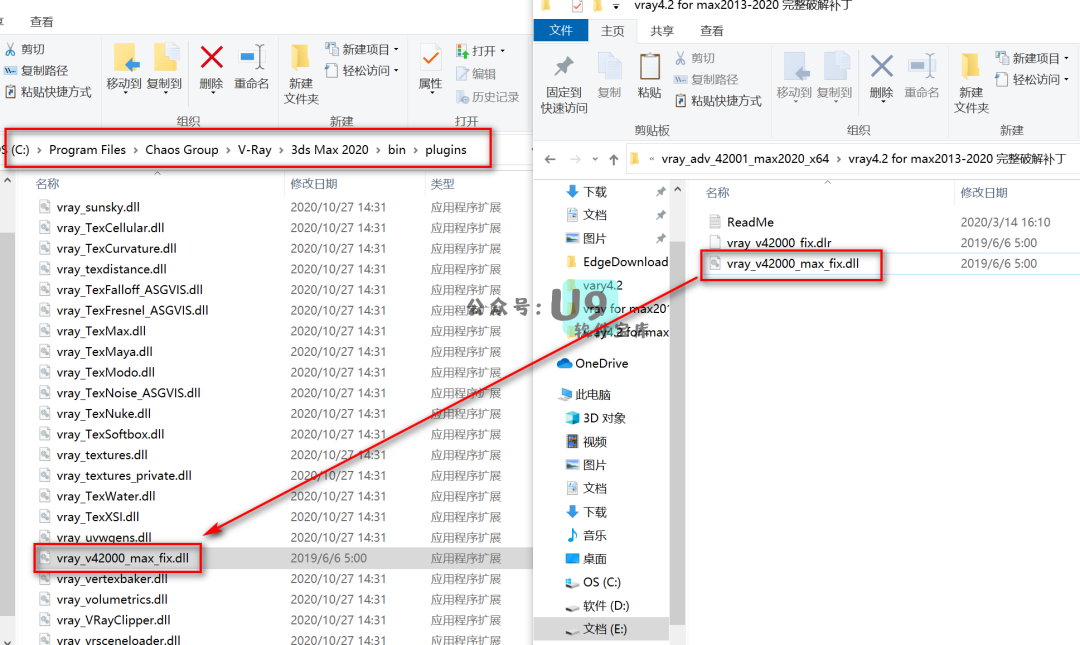 查看
剪切
复制路径
粘贴快捷方式
移动到
复制到
删除
重命名
组织
新建
文件夹
新建项目
轻松访问
新建
属性
打开
编辑
历史记录
打开
(C:) › Program Files › Chaos Group › V-Ray › 3ds Max 2020 › bin › plugins
名称 修改日期 类型
vray_sunsky.dll 2020/10/27 14:31 应用程序扩展
vray_TexCellular.dll 2020/10/27 14:31 应用程序扩展
vray_TexCurvature.dll 2020/10/27 14:31 应用程序扩展
vray_texdistance.dll 2020/10/27 14:31 应用程序扩展
vray_TexFalloff_ASGVIS.dll 2020/10/27 14:31 应用程序扩展
vray_TexFresnel_ASGVIS.dll 2020/10/27 14:31 应用程序扩展
vray_TexMax.dll 2020/10/27 14:31 应用程序扩展
vray_TexMaya.dll 2020/10/27 14:31 应用程序扩展
vray_TexModo.dll 2020/10/27 14:31 应用程序扩展
vray_TexNoise_ASGVIS.dll 2020/10/27 14:31 应用程序扩展
vray_TexNuke.dll 2020/10/27 14:31 应用程序扩展
vray_TexSoftbox.dll 2020/10/27 14:31 应用程序扩展
vray_textures.dll 2020/10/27 14:31 应用程序扩展
vray_textures_private.dll 2020/10/27 14:31 应用程序扩展
vray_TexWater.dll 2020/10/27 14:31 应用程序扩展
vray_TexXSI.dll 2020/10/27 14:31 应用程序扩展
vray_uvwgens.dll 2020/10/27 14:31 应用程序扩展
vray_v42000_max_fix.dll 2019/6/6 5:00 应用程序扩展
vray_vertexbaker.dll 2020/10/27 14:31 应用程序扩展
vray_volumetrics.dll 2020/10/27 14:31 应用程序扩展
vray_VRayClipper.dll 2020/10/27 14:31 应用程序扩展
vray_vrsceneloader.dll 2020/10/27 14:31 应用程序扩展
vray4.2 for max2013-2020 完整破解补丁
文件 主页 共享 查看
固定到
快速访问
复制
粘贴
剪切
复制路径
粘贴快捷方式
剪贴板
移动到
复制到
删除
重命名
组织
新建
文件夹
新建项目
轻松访问
新建
« vray_adv_42001_max2020_x64 › vray4.2 for max2013-2020 完整破解补丁
下载
文档
图片
EdgeDownload
vary4.2
vray for max201
vray4.2 for max
OneDrive
此电脑
3D 对象
视频
图片
文档
下载
音乐
桌面
OS (C:)
软件 (D:)
文档 (E:)
名称 修改日期
ReadMe 2020/3/14 16:10
vray_v42000_fix.dlr 2019/6/6 5:00
vray_v42000_max_fix.dll 2019/6/6 5:00
公众号：U9
软件宝库